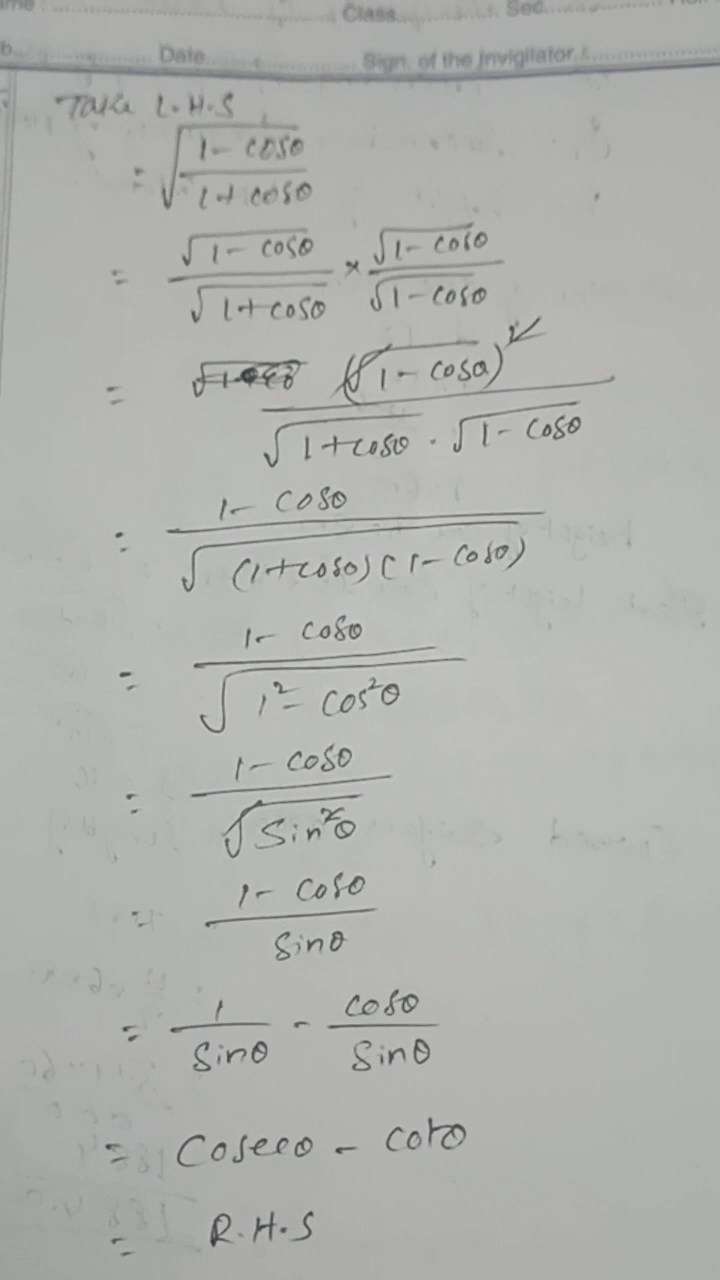 Class Sec
Date Sign. of the Invigilator
Take L.H.S
= √(1 - cosθ / 1 + cosθ)
= √1 - cosθ / √1 + cosθ × √1 - cosθ / √1 - cosθ
= (√1 - cosθ)² / √1 + cosθ . √1 - cosθ
= 1 - cosθ / √(1 + cosθ) (1 - cosθ)
= 1 - cosθ / √1² - cos²θ
= 1 - cosθ / √Sin²θ
= 1 - cosθ / Sinθ
= 1 / Sinθ - cosθ / Sinθ
= Cosecθ - cotθ
= R.H.S